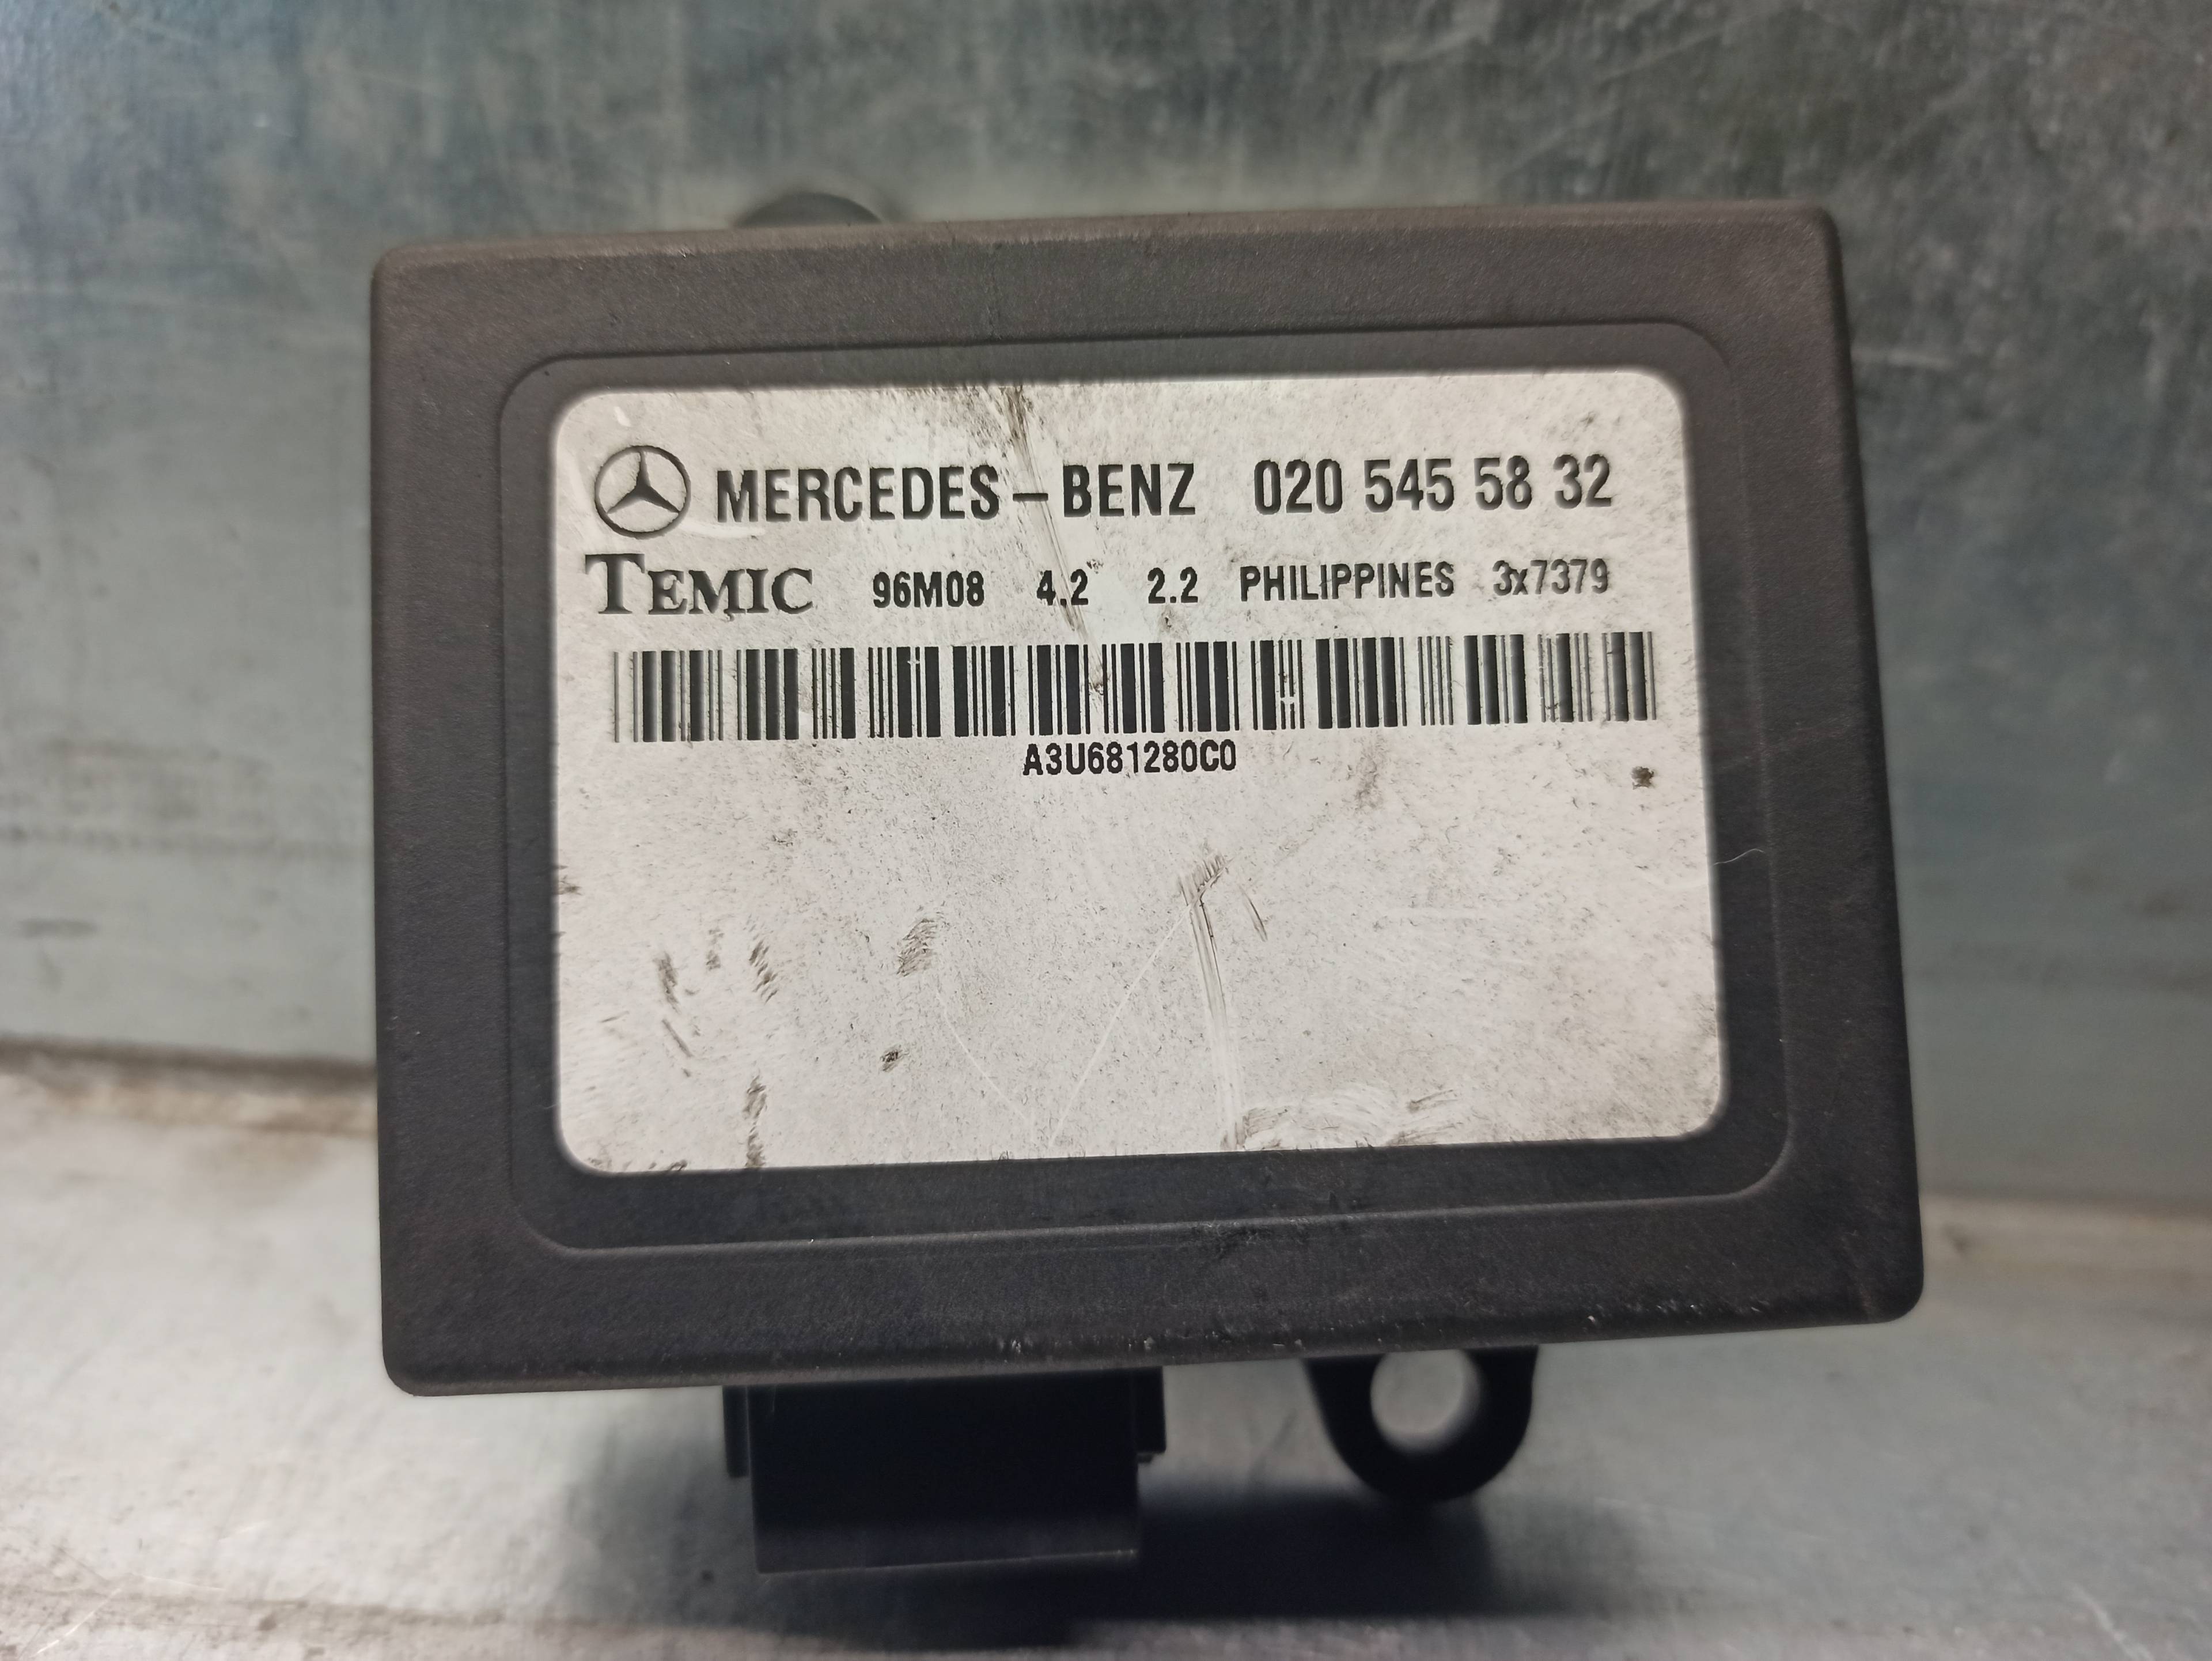 MERCEDES-BENZ 020 545 58 32
TEMIC 96M08 4.2 2.2 PHILIPPINES 3x7379
A3U681280C0